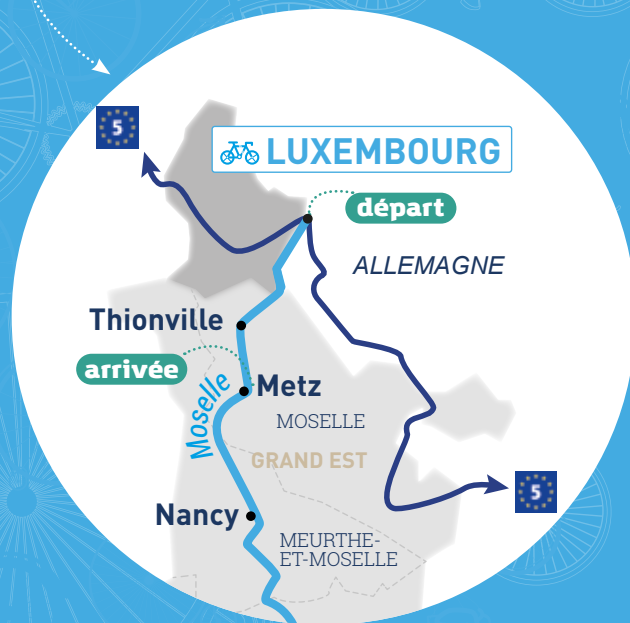 5
LUXEMBOURG
départ
ALLEMAGNE
Thionville
arrivée
Metz
Moselle
MOSELLE
GRAND EST
5
Nancy
MEURTHE-
ET-MOSELLE